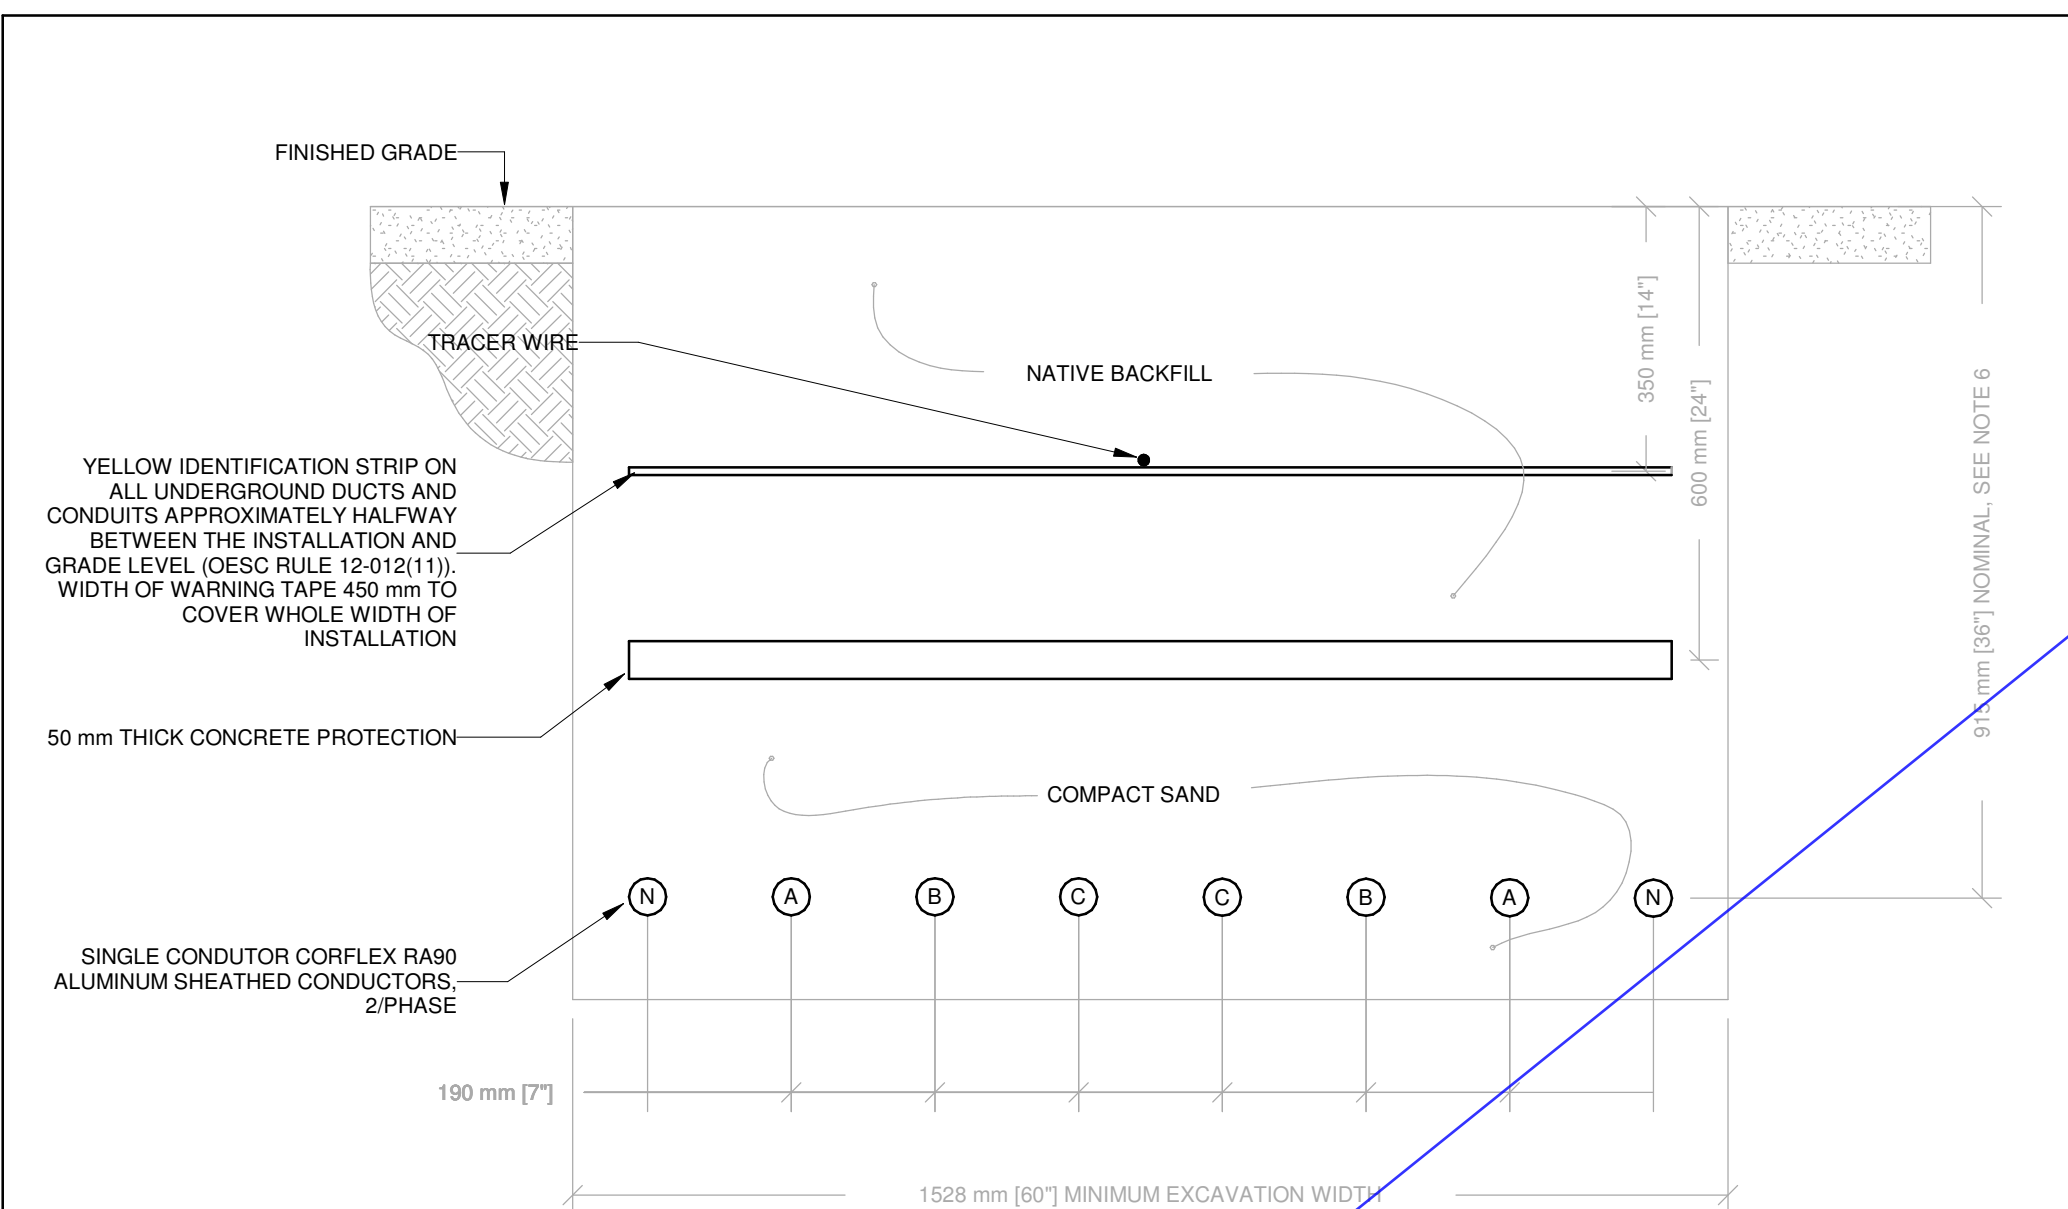 FINISHED GRADE
350 mm [14"]
TRACER WIRE
NATIVE BACKFILL
600 mm [24"]
915 mm [36"] NOMINAL, SEE NOTE 6
YELLOW IDENTIFICATION STRIP ON
ALL UNDERGROUND DUCTS AND
CONDUITS APPROXIMATELY HALFWAY
BETWEEN THE INSTALLATION AND
GRADE LEVEL (OESC RULE 12-012(11)).
WIDTH OF WARNING TAPE 450 mm TO
COVER WHOLE WIDTH OF
INSTALLATION
50 mm THICK CONCRETE PROTECTION
COMPACT SAND
N A B C C B A N
SINGLE CONDUTOR CORFLEX RA90
ALUMINUM SHEATHED CONDUCTORS,
2/PHASE
190 mm [7"]
1528 mm [60"] MINIMUM EXCAVATION WIDTH